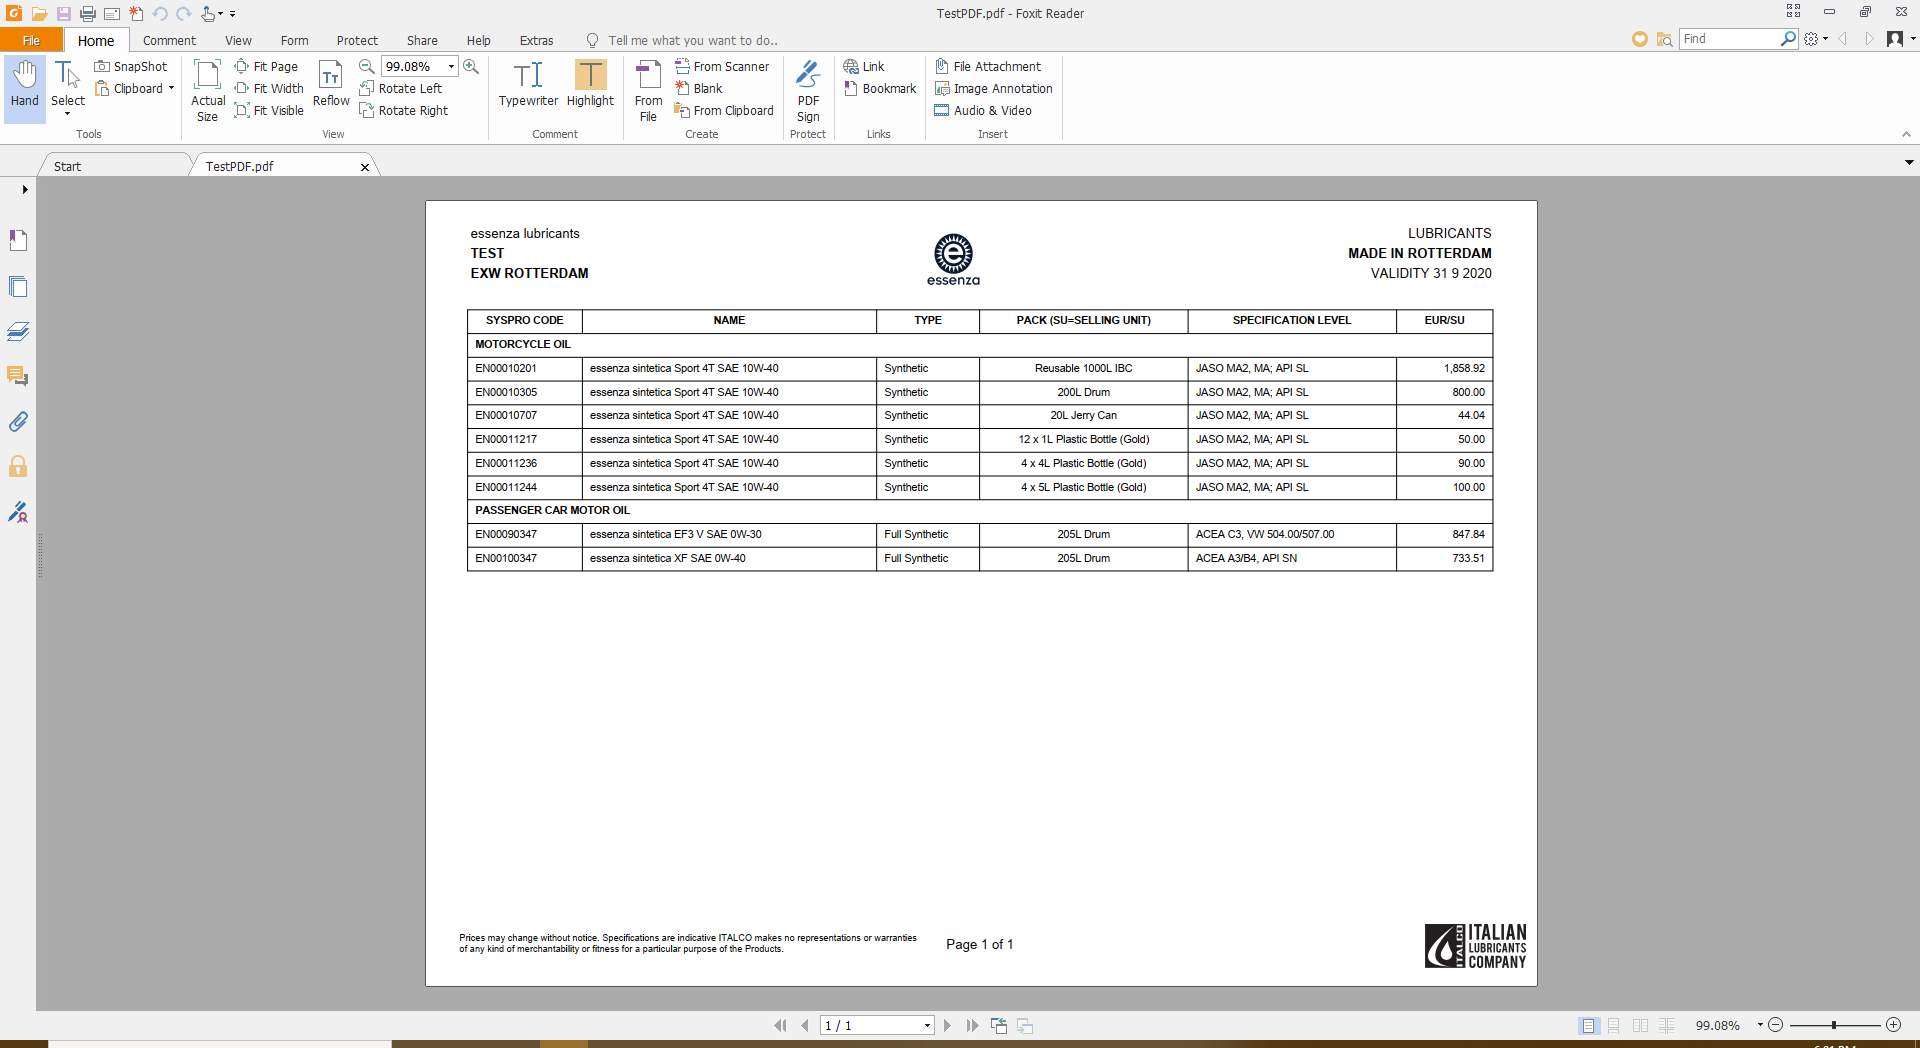 TestPDF.pdf - Foxit Reader
File Home Comment View Form Protect Share Help Extras Tell me what you want to do.. Find
Hand Select SnapShot Clipboard
Tools
Actual Size Fit Page Fit Width Fit Visible Reflow 99.08% Rotate Left Rotate Right
View
Typewriter Highlight
Comment
From File From Scanner Blank From Clipboard
Create
PDF Sign
Protect
Link Bookmark
Links
File Attachment Image Annotation Audio & Video
Insert
Start TestPDF.pdf
essenza lubricants
TEST
EXW ROTTERDAM
e
essenza
LUBRICANTS
MADE IN ROTTERDAM
VALIDITY 31 9 2020
SYSPRO CODE NAME TYPE PACK (SU=SELLING UNIT) SPECIFICATION LEVEL EUR/SU
MOTORCYCLE OIL
EN00010201 essenza sintetica Sport 4T SAE 10W-40 Synthetic Reusable 1000L IBC JASO MA2, MA; API SL 1,858.92
EN00010305 essenza sintetica Sport 4T SAE 10W-40 Synthetic 200L Drum JASO MA2, MA; API SL 800.00
EN00010707 essenza sintetica Sport 4T SAE 10W-40 Synthetic 20L Jerry Can JASO MA2, MA; API SL 44.04
EN00011217 essenza sintetica Sport 4T SAE 10W-40 Synthetic 12 x 1L Plastic Bottle (Gold) JASO MA2, MA; API SL 50.00
EN00011236 essenza sintetica Sport 4T SAE 10W-40 Synthetic 4 x 4L Plastic Bottle (Gold) JASO MA2, MA; API SL 90.00
EN00011244 essenza sintetica Sport 4T SAE 10W-40 Synthetic 4 x 5L Plastic Bottle (Gold) JASO MA2, MA; API SL 100.00
PASSENGER CAR MOTOR OIL
EN00090347 essenza sintetica EF3 V SAE 0W-30 Full Synthetic 205L Drum ACEA C3, VW 504.00/507.00 847.84
EN00100347 essenza sintetica XF SAE 0W-40 Full Synthetic 205L Drum ACEA A3/B4, API SN 733.51
Prices may change without notice. Specifications are indicative ITALCO makes no representations or warranties
of any kind of merchantability or fitness for a particular purpose of the Products.
Page 1 of 1
ITALCO
ITALIAN
LUBRICANTS
COMPANY
1 / 1
99.08%